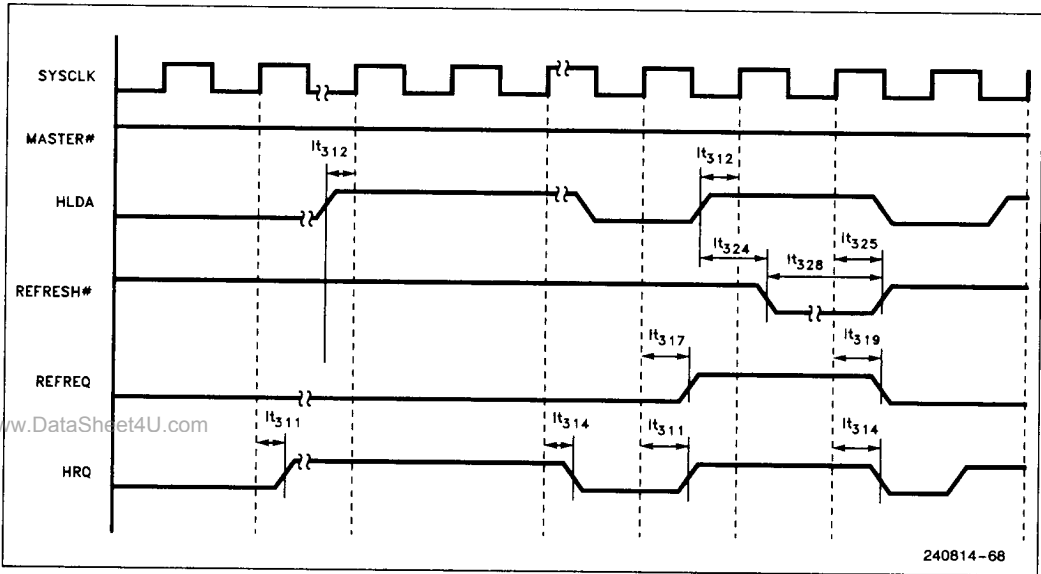 SYSCLK
MASTER#
It312 It312
HLDA
It324 It325
It328
REFRESH#
It317 It319
REFREQ
ww.DataSheet4U.com
It311 It314 It311 It314
HRQ
240814-68